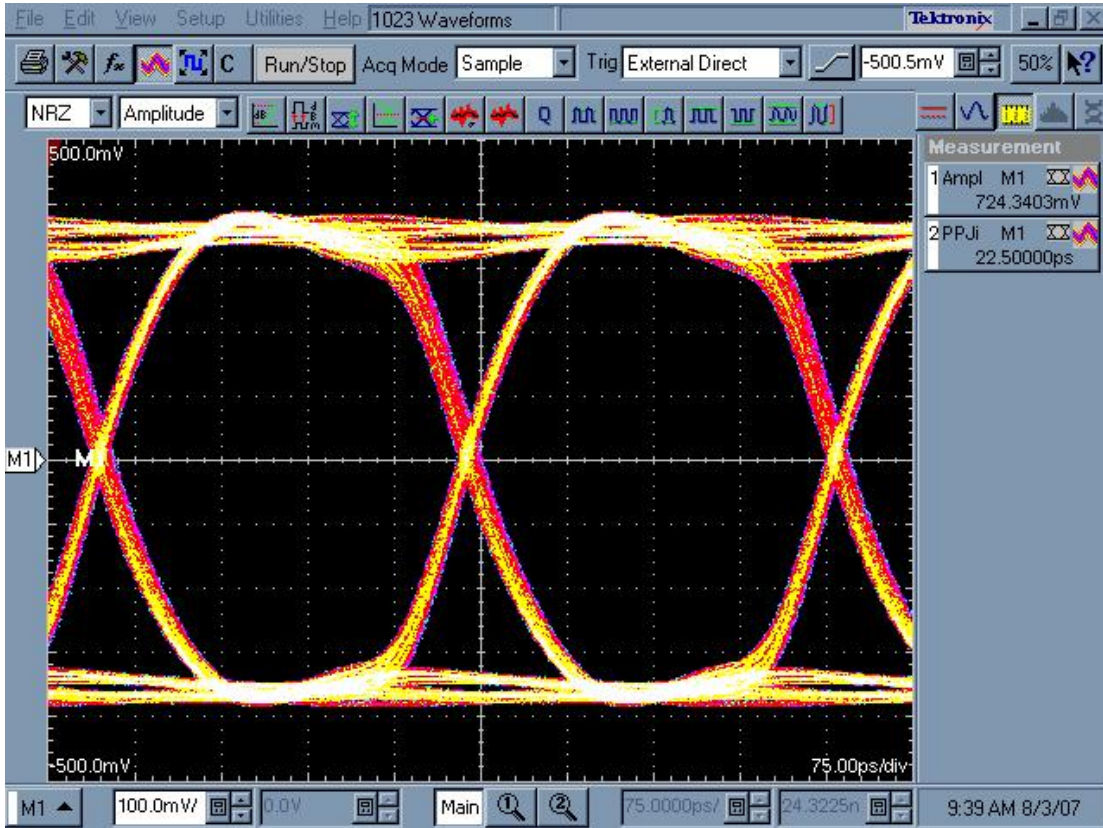 File Edit View Setup Utilities Help 1023 Waveforms Tektronix
C Run/Stop Acq Mode Sample Trig External Direct -500.5mV 50%
NRZ Amplitude Q
500.0mV
Measurement
1 Ampl M1
724.3403mV
2 PPJi M1
22.50000ps
M1
-500.0mV 75.00ps/div
M1 100.0mV/ 0.0V Main 1 2 75.0000ps/ 24.3225n 9:39 AM 8/3/07